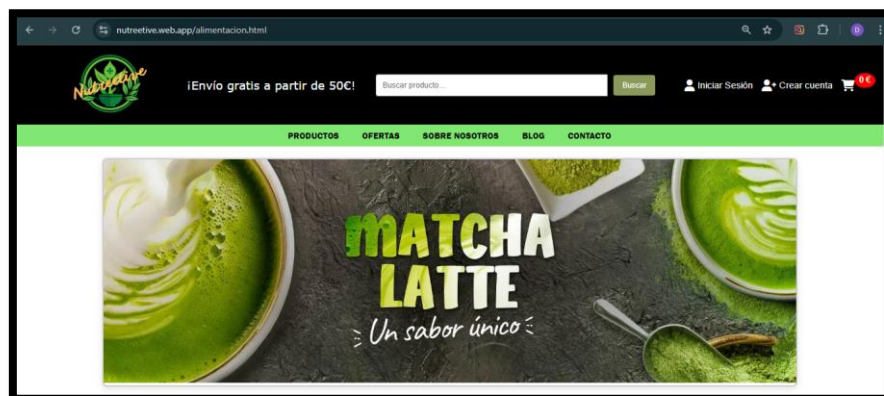 nutreetive.web.app/alimentacion.html
Nutreetive
¡Envío gratis a partir de 50€!
Buscar producto...
Buscar
Iniciar Sesión
Crear cuenta
0 €
PRODUCTOS OFERTAS SOBRE NOSOTROS BLOG CONTACTO
MATCHA
LATTE
Un sabor único